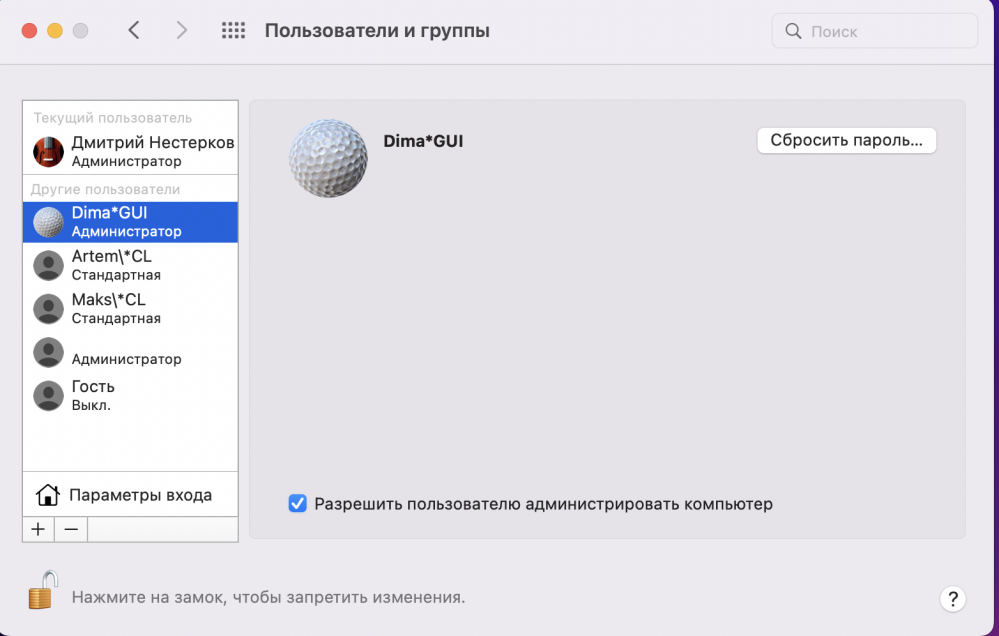 Пользователи и группы
Поиск
Текущий пользователь
Дмитрий Нестерков
Администратор
Другие пользователи
Dima*GUI
Администратор
Artem\*CL
Стандартная
Maks\*CL
Стандартная
Администратор
Гость
Выкл.
Параметры входа
Dima*GUI
Сбросить пароль...
Разрешить пользователю администрировать компьютер
Нажмите на замок, чтобы запретить изменения.
?